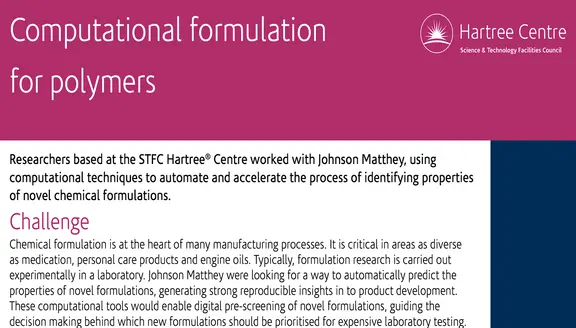 Computational formulation
for polymers
Hartree Centre
Science & Technology Facilities Council
Researchers based at the STFC Hartree® Centre worked with Johnson Matthey, using
computational techniques to automate and accelerate the process of identifying properties
of novel chemical formulations.
Challenge
Chemical formulation is at the heart of many manufacturing processes. It is critical in areas as diverse
as medication, personal care products and engine oils. Typically, formulation research is carried out
experimentally in a laboratory. Johnson Matthey were looking for a way to automatically predict the
properties of novel formulations, generating strong reproducible insights in to product development.
These computational tools would enable digital pre-screening of novel formulations, guiding the
decision making behind which new formulations should be prioritised for expensive laboratory testing.